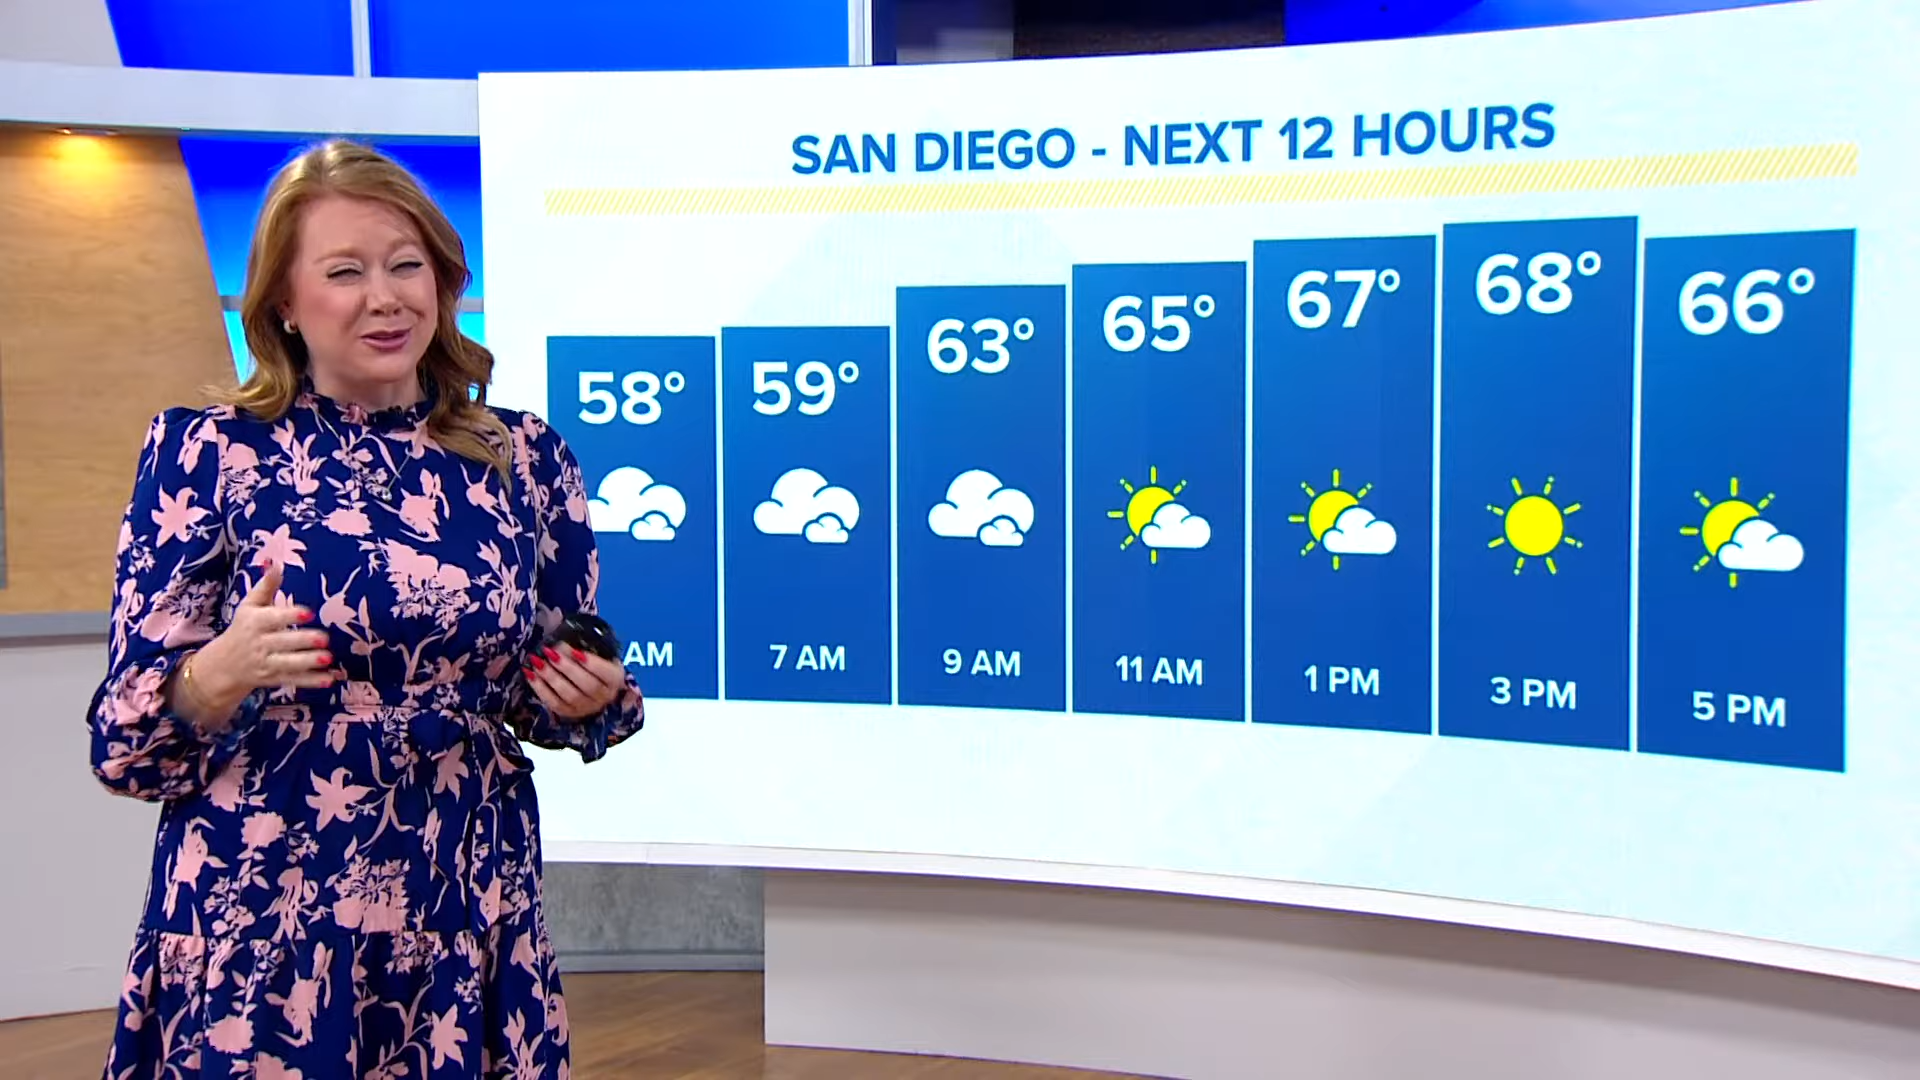 SAN DIEGO - NEXT 12 HOURS
58° 59° 63° 65° 67° 68° 66°
AM 7 AM 9 AM 11 AM 1 PM 3 PM 5 PM